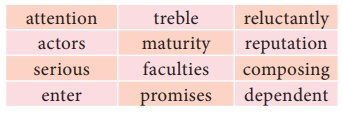 attention treble reluctantly
actors maturity reputation
serious faculties composing
enter promises dependent